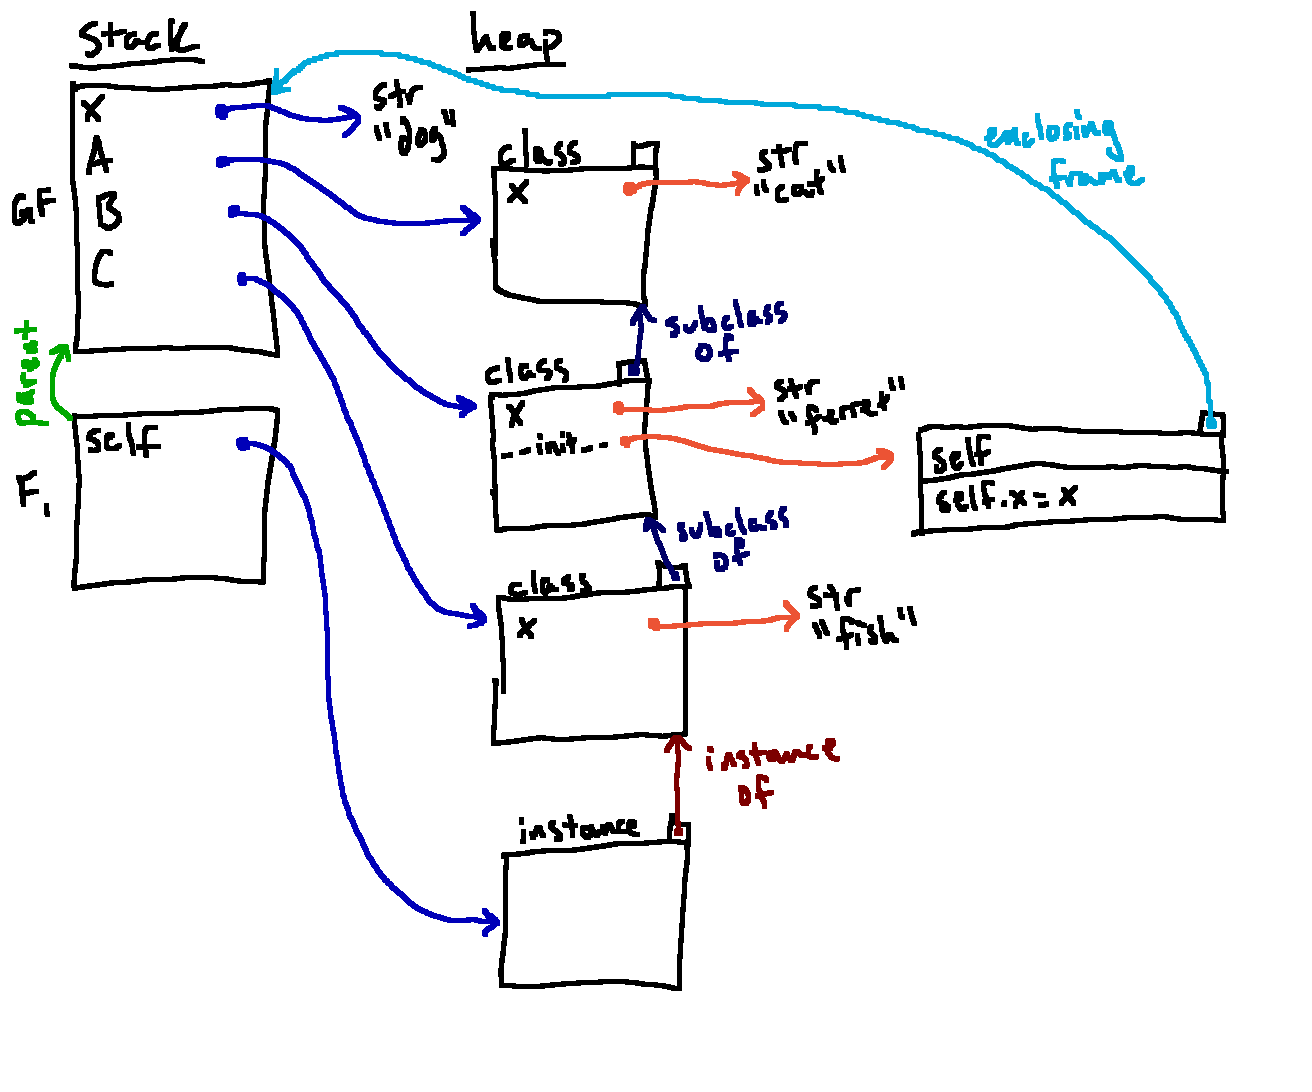 Stack
heap
GF
x
A
B
C
str
"dog"
class
x
str
"cat"
enclosing
frame
subclass
of
parent
F1
self
class
x
--init--
str
"ferret"
self
self.x = x
subclass
of
class
x
str
"fish"
instance
of
instance